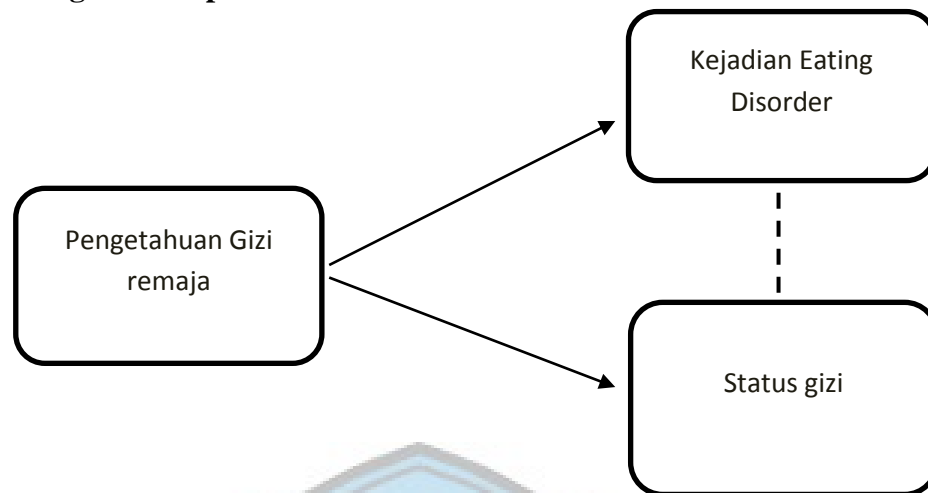 Kejadian Eating
Disorder
Pengetahuan Gizi
remaja
Status gizi